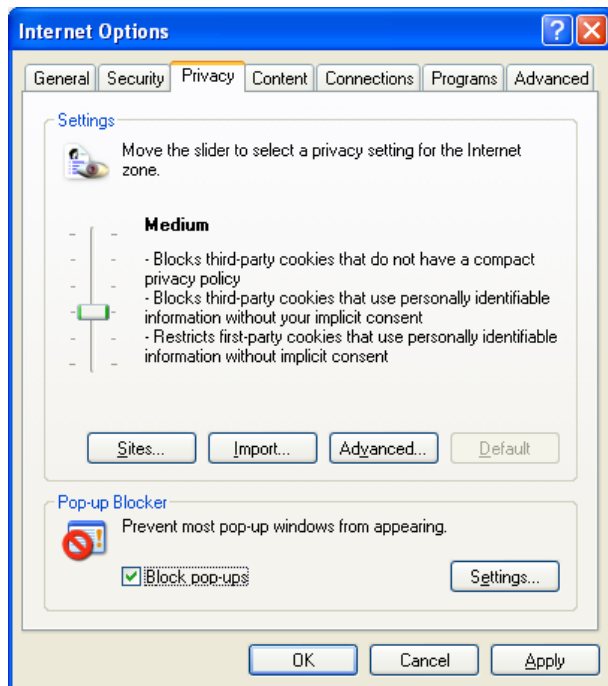 Internet Options
General Security Privacy Content Connections Programs Advanced
Settings
Move the slider to select a privacy setting for the Internet
zone.
Medium
- Blocks third-party cookies that do not have a compact
privacy policy
- Blocks third-party cookies that use personally identifiable
information without your implicit consent
- Restricts first-party cookies that use personally identifiable
information without implicit consent
Sites... Import... Advanced... Default
Pop-up Blocker
Prevent most pop-up windows from appearing.
Block pop-ups Settings...
OK Cancel Apply